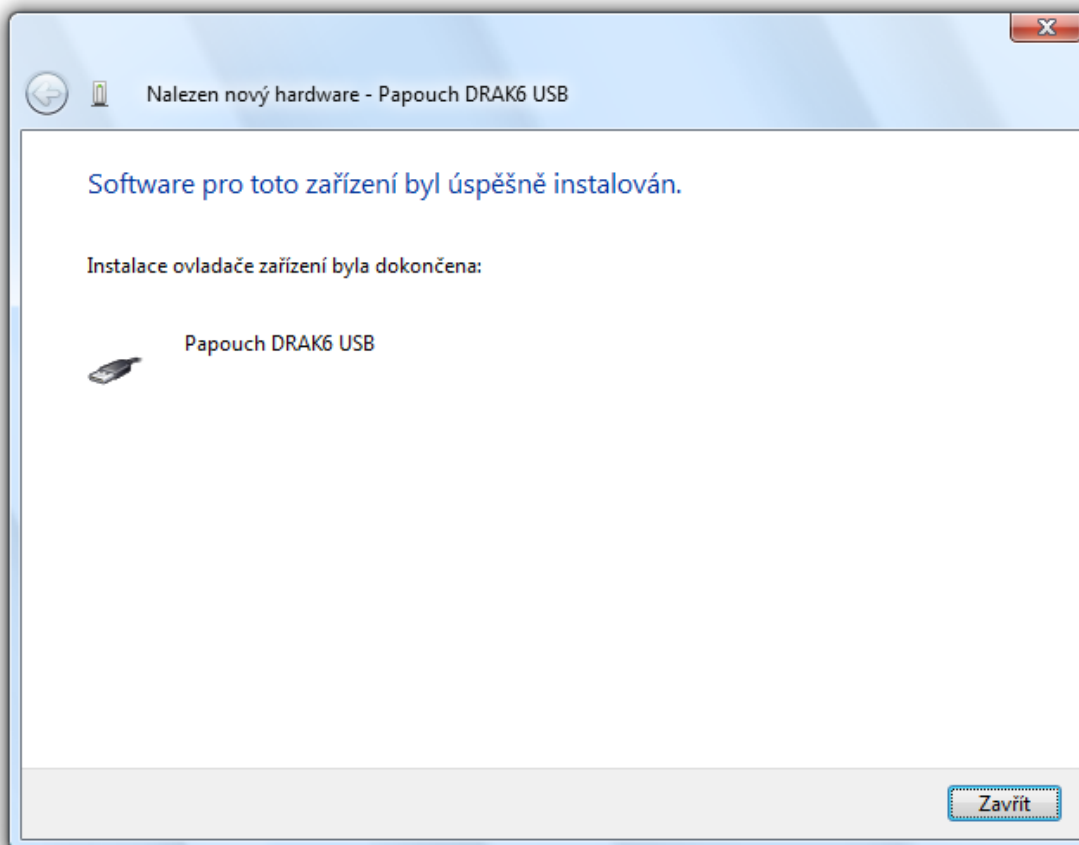 Nalezen nový hardware - Papouch DRAK6 USB
Software pro toto zařízení byl úspěšně instalován.
Instalace ovladače zařízení byla dokončena:
Papouch DRAK6 USB
Zavřít